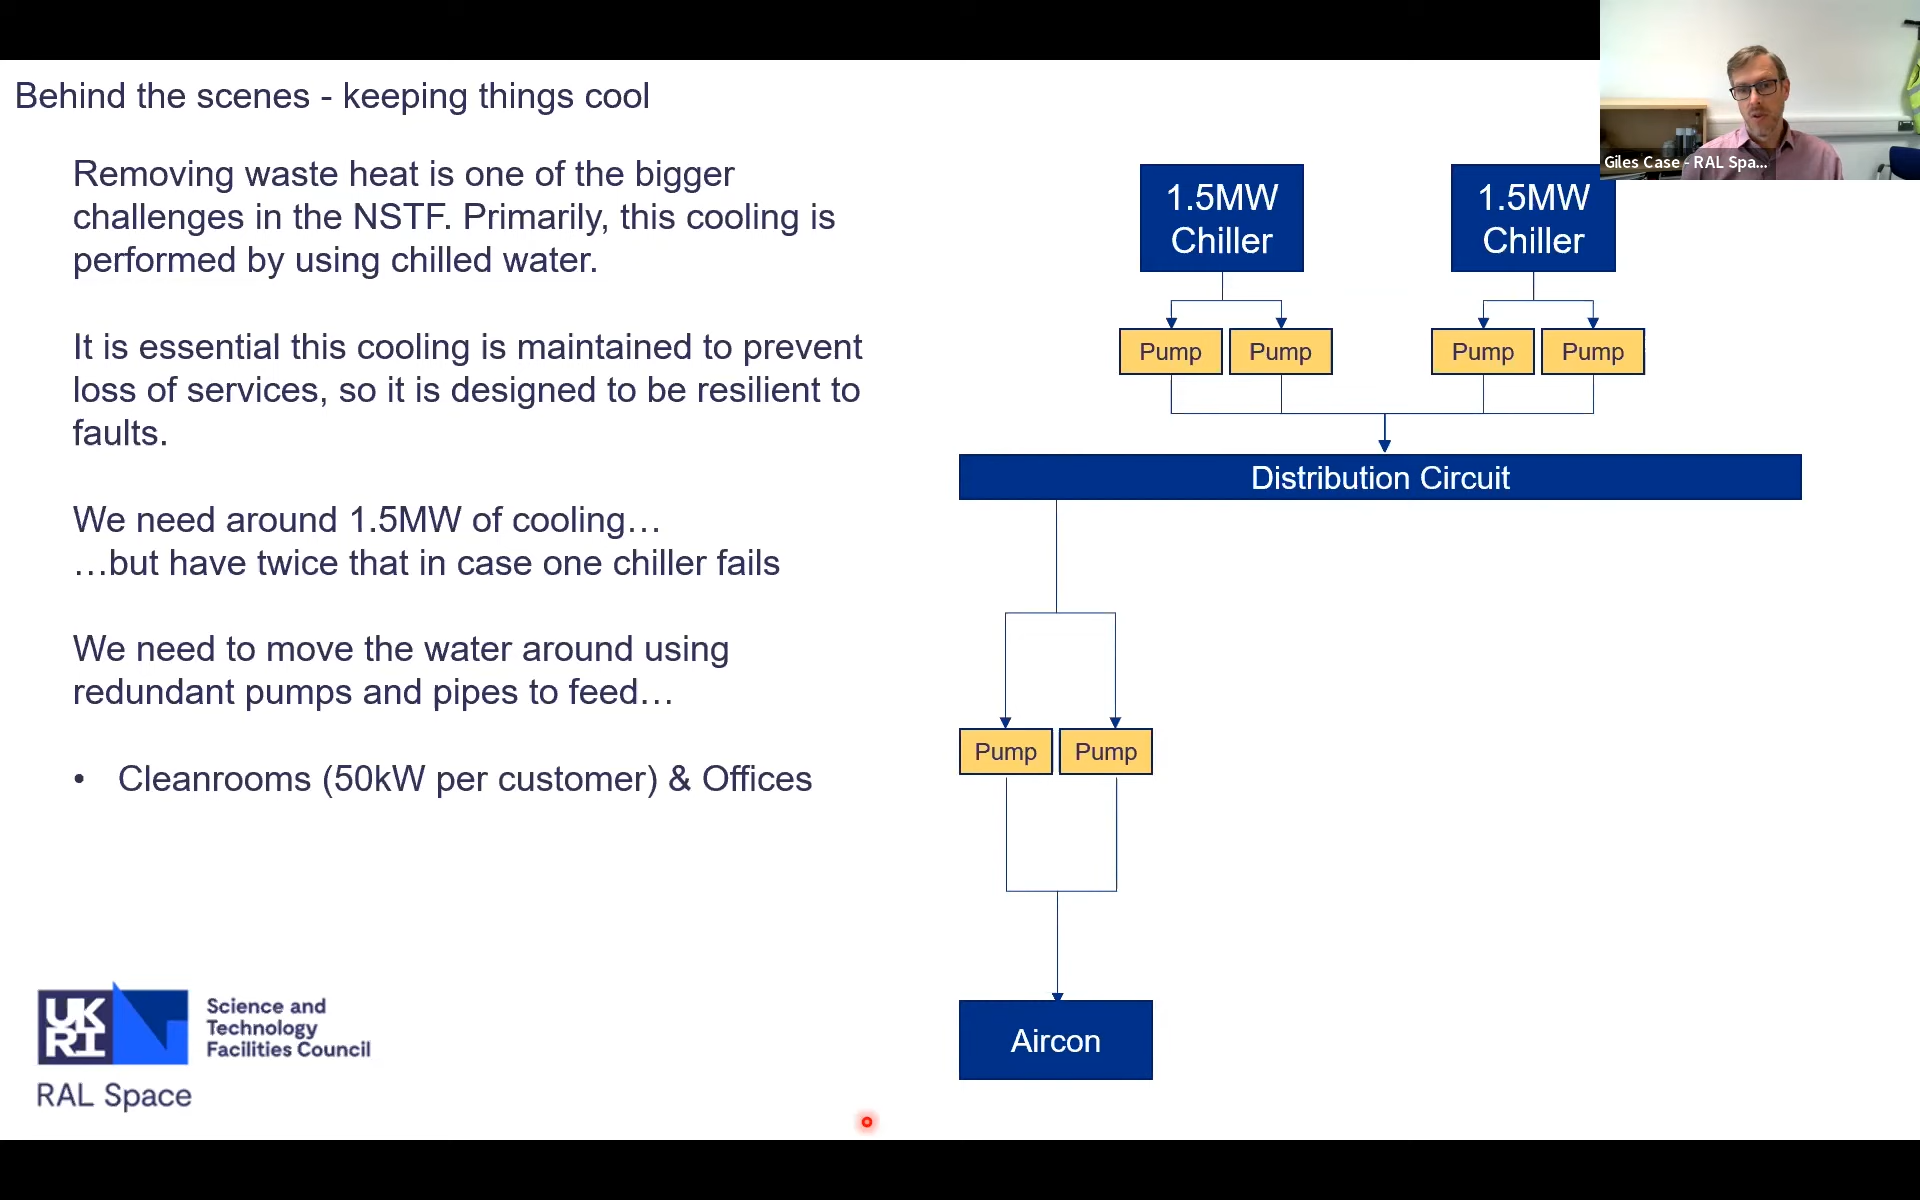 Behind the scenes - keeping things cool
Removing waste heat is one of the bigger
challenges in the NSTF. Primarily, this cooling is
performed by using chilled water.
It is essential this cooling is maintained to prevent
loss of services, so it is designed to be resilient to
faults.
We need around 1.5MW of cooling…
…but have twice that in case one chiller fails
We need to move the water around using
redundant pumps and pipes to feed…
• Cleanrooms (50kW per customer) & Offices
UK
RI
Science and
Technology
Facilities Council
RAL Space
Giles Case - RAL Spa...
1.5MW
Chiller
1.5MW
Chiller
Pump
Pump
Pump
Pump
Distribution Circuit
Pump
Pump
Aircon